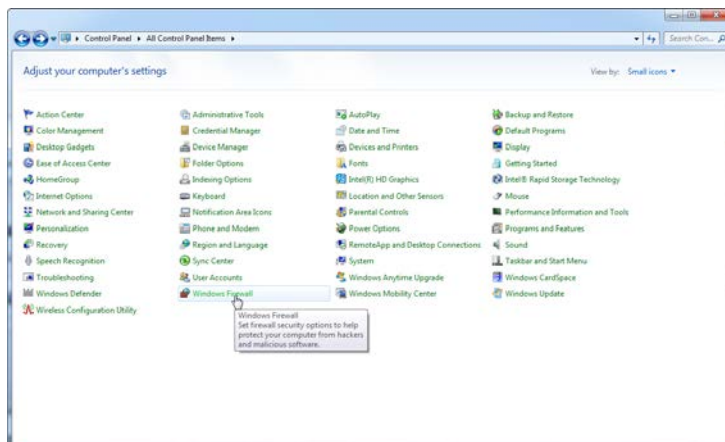 Control Panel ▸ All Control Panel Items ▸
Search Con...
Adjust your computer's settings
View by: Small icons
Action Center
Administrative Tools
AutoPlay
Backup and Restore
Color Management
Credential Manager
Date and Time
Default Programs
Desktop Gadgets
Device Manager
Devices and Printers
Display
Ease of Access Center
Folder Options
Fonts
Getting Started
HomeGroup
Indexing Options
Intel(R) HD Graphics
Intel® Rapid Storage Technology
Internet Options
Keyboard
Location and Other Sensors
Mouse
Network and Sharing Center
Notification Area Icons
Parental Controls
Performance Information and Tools
Personalization
Phone and Modem
Power Options
Programs and Features
Recovery
Region and Language
RemoteApp and Desktop Connections
Sound
Speech Recognition
Sync Center
System
Taskbar and Start Menu
Troubleshooting
User Accounts
Windows Anytime Upgrade
Windows CardSpace
Windows Defender
Windows Firewall
Windows Mobility Center
Windows Update
Wireless Configuration Utility
Windows Firewall
Set firewall security options to help
protect your computer from hackers
and malicious software.